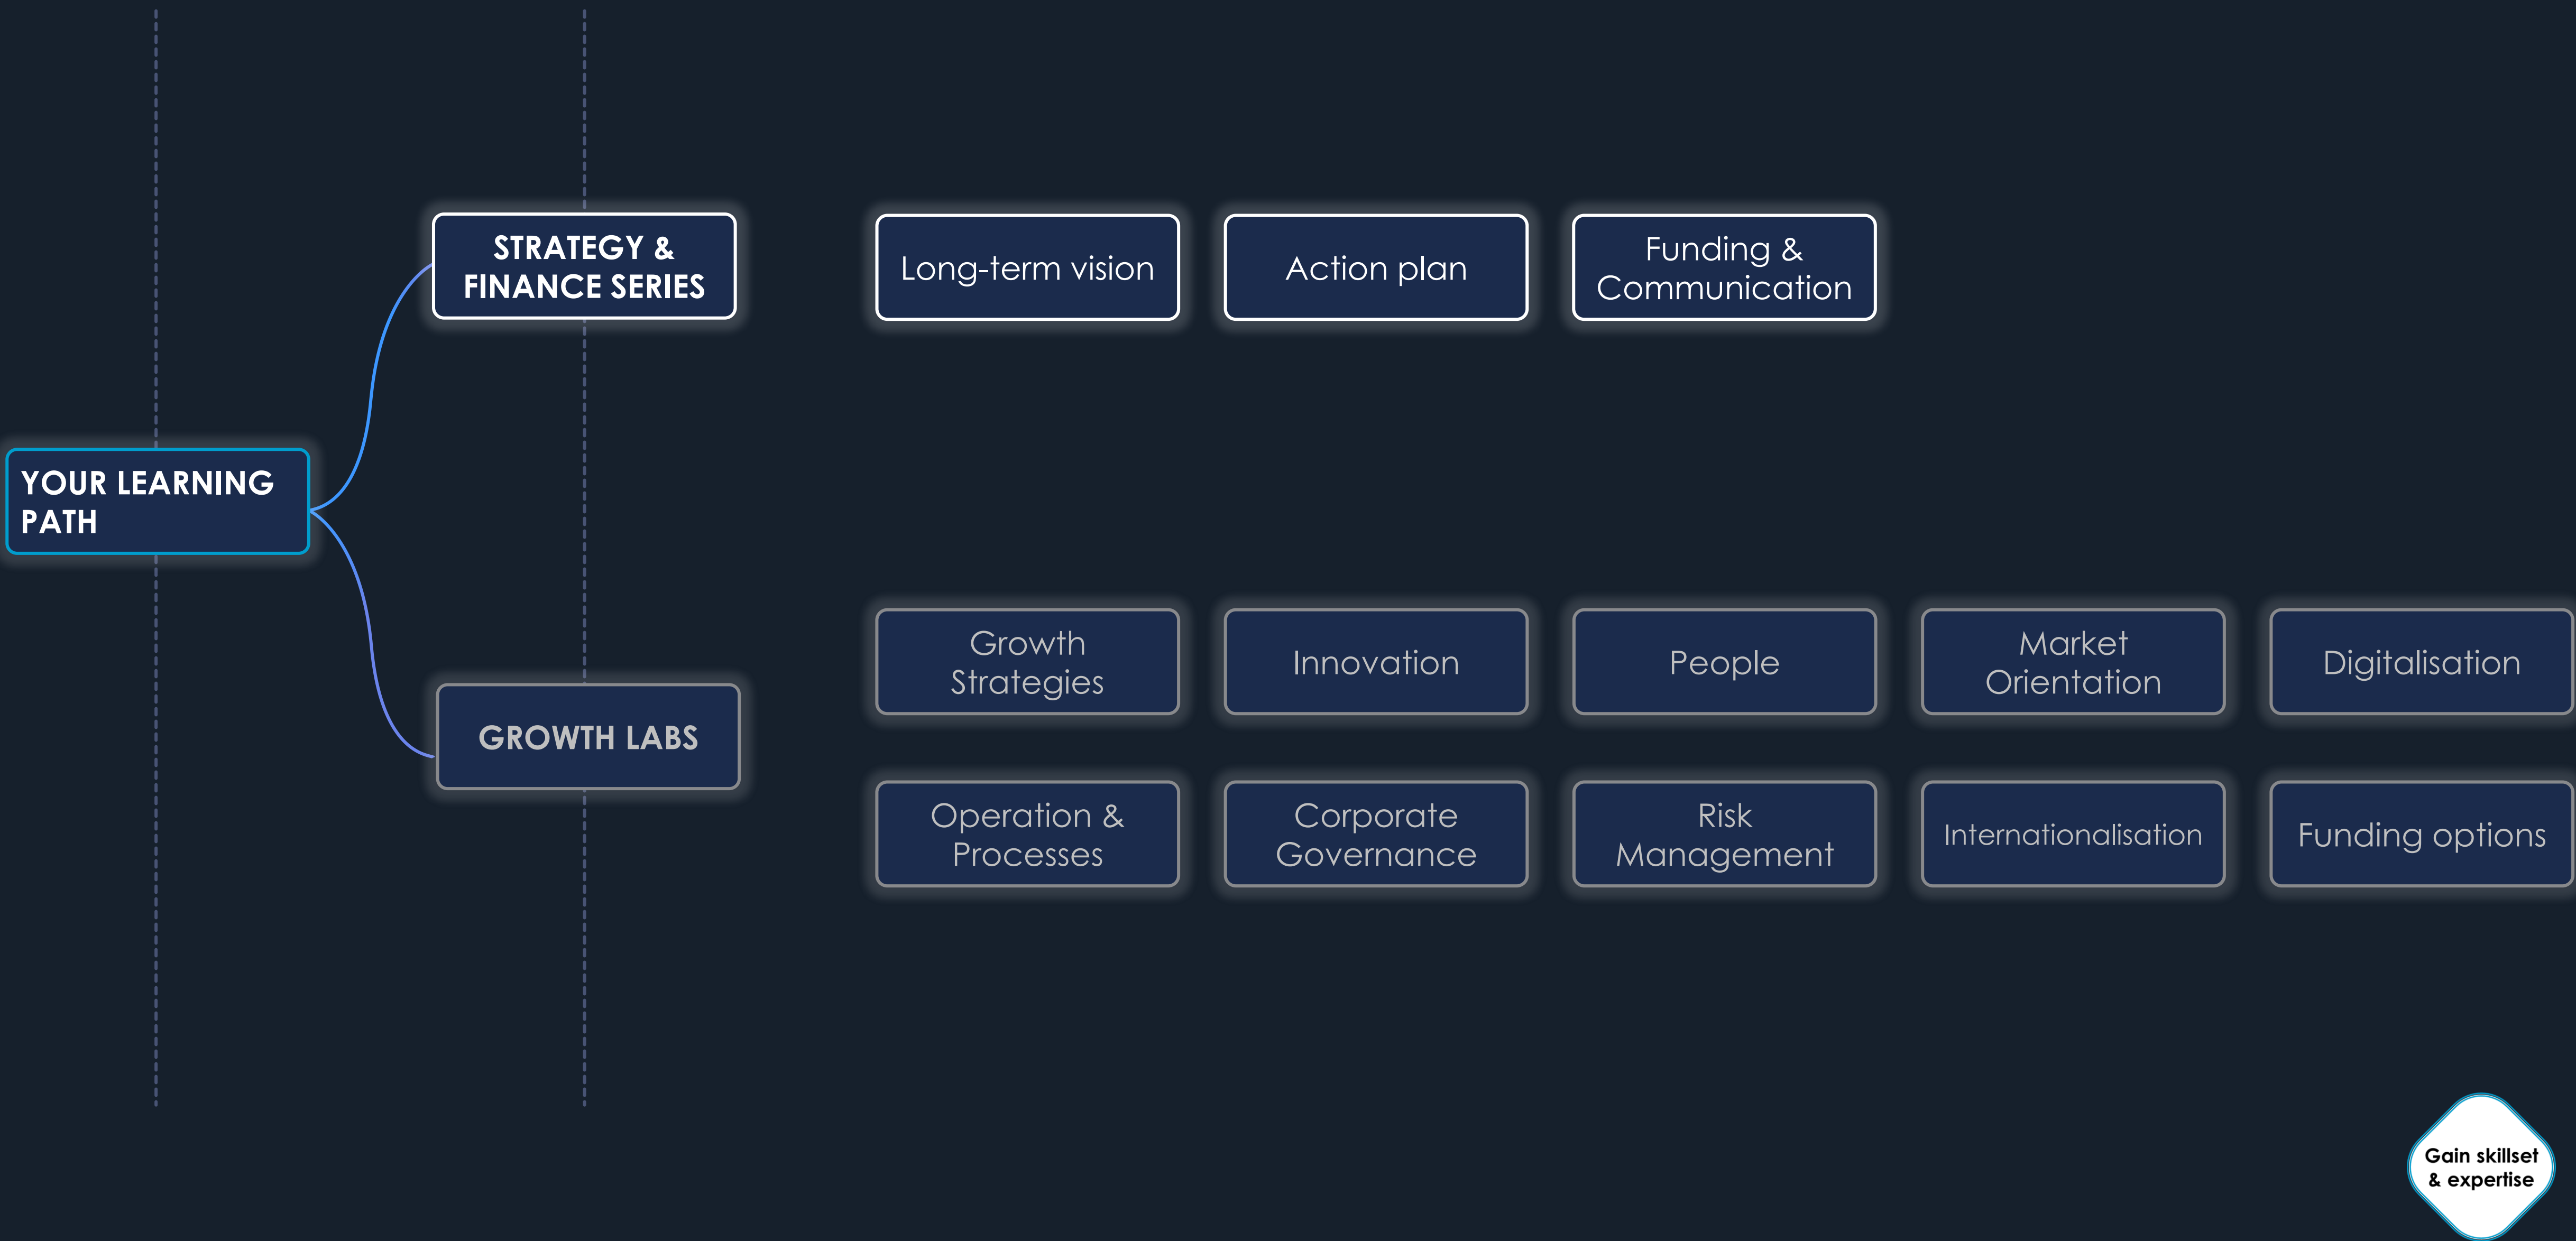 YOUR LEARNING
PATH
STRATEGY &
FINANCE SERIES
Long-term vision
Action plan
Funding &
Communication
GROWTH LABS
Growth
Strategies
Innovation
People
Market
Orientation
Digitalisation
Operation &
Processes
Corporate
Governance
Risk
Management
Internationalisation
Funding options
Gain skillset
& expertise